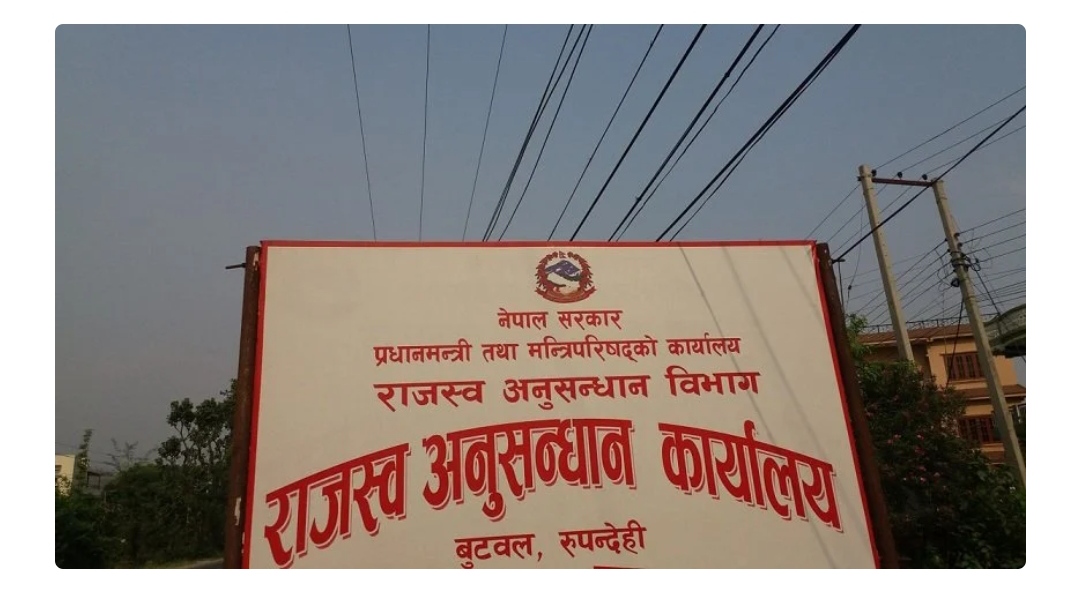 नेपाल सरकार
प्रधानमन्त्री तथा मन्त्रिपरिषद्को कार्यालय
राजस्व अनुसन्धान विभाग
राजस्व अनुसन्धान कार्यालय
बुटवल, रुपन्देही